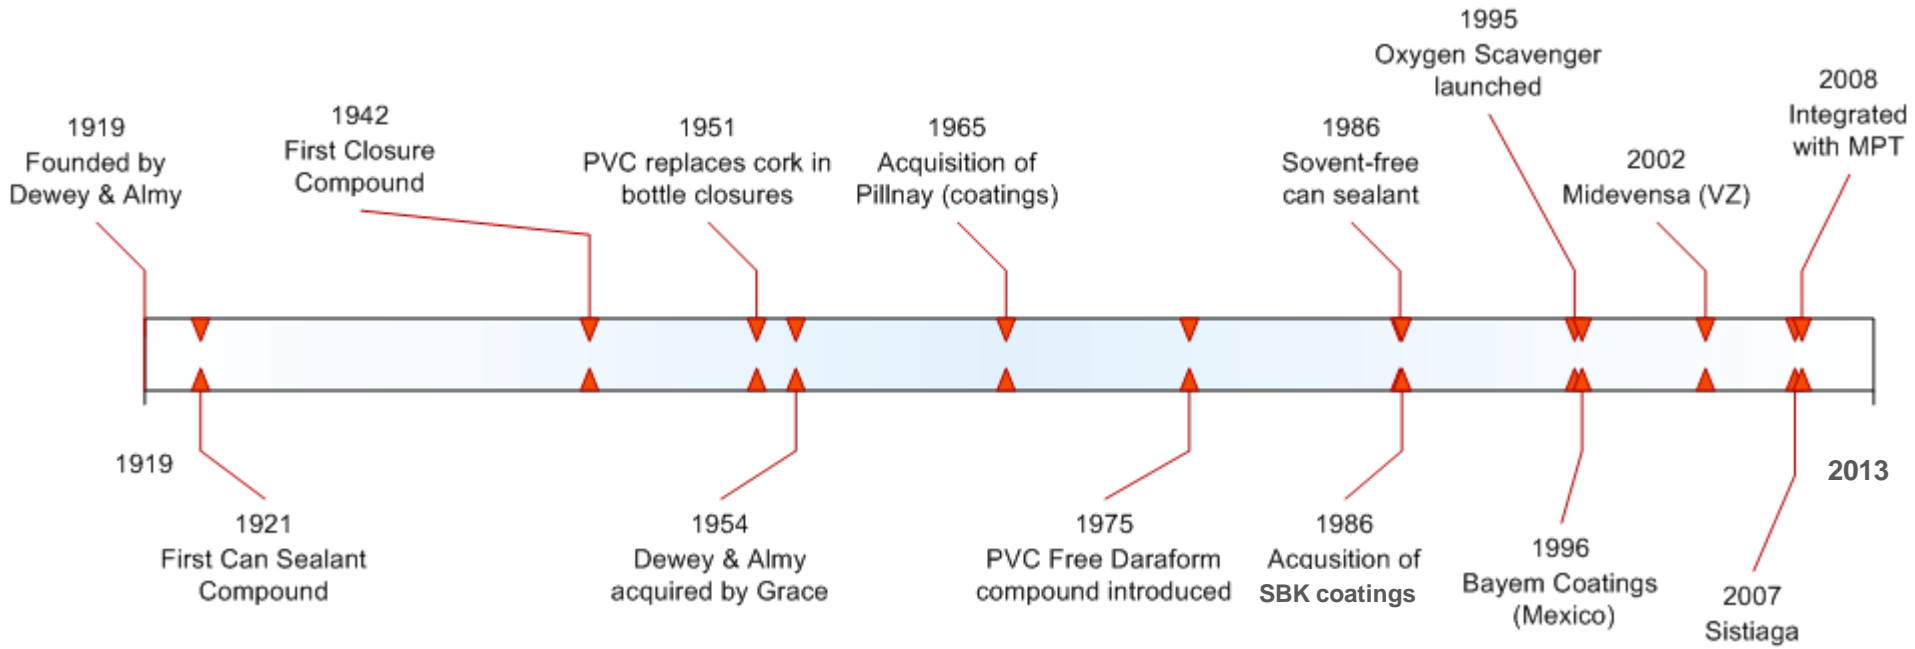 1919
Founded by
Dewey & Almy
1942
First Closure
Compound
1951
PVC replaces cork in
bottle closures
1965
Acquisition of
Pillnay (coatings)
1986
Sovent-free
can sealant
1995
Oxygen Scavenger
launched
2002
Midevensa (VZ)
2008
Integrated
with MPT
1919
2013
1921
First Can Sealant
Compound
1954
Dewey & Almy
acquired by Grace
1975
PVC Free Daraform
compound introduced
1986
Acqusition of
SBK coatings
1996
Bayem Coatings
(Mexico)
2007
Sistiaga